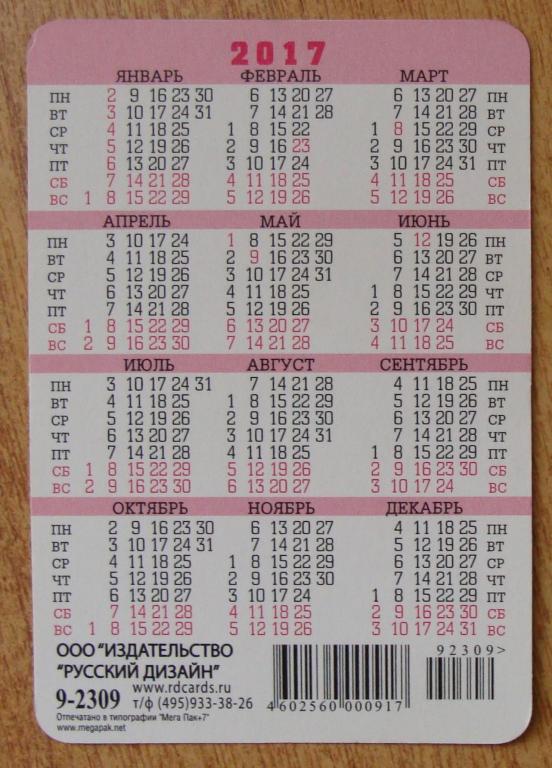 2017
ЯНВАРЬ ФЕВРАЛЬ МАРТ
ПН 2 9 16 23 30 6 13 20 27 6 13 20 27 ПН
ВТ 3 10 17 24 31 7 14 21 28 7 14 21 28 ВТ
СР 4 11 18 25 1 8 15 22 1 8 15 22 29 СР
ЧТ 5 12 19 26 2 9 16 23 2 9 16 23 30 ЧТ
ПТ 6 13 20 27 3 10 17 24 3 10 17 24 31 ПТ
СБ 7 14 21 28 4 11 18 25 4 11 18 25 СБ
ВС 1 8 15 22 29 5 12 19 26 5 12 19 26 ВС
АПРЕЛЬ МАЙ ИЮНЬ
ПН 3 10 17 24 1 8 15 22 29 5 12 19 26 ПН
ВТ 4 11 18 25 2 9 16 23 30 6 13 20 27 ВТ
СР 5 12 19 26 3 10 17 24 31 7 14 21 28 СР
ЧТ 6 13 20 27 4 11 18 25 1 8 15 22 29 ЧТ
ПТ 7 14 21 28 5 12 19 26 2 9 16 23 30 ПТ
СБ 1 8 15 22 29 6 13 20 27 3 10 17 24 СБ
ВС 2 9 16 23 30 7 14 21 28 4 11 18 25 ВС
ИЮЛЬ АВГУСТ СЕНТЯБРЬ
ПН 3 10 17 24 31 7 14 21 28 4 11 18 25 ПН
ВТ 4 11 18 25 1 8 15 22 29 5 12 19 26 ВТ
СР 5 12 19 26 2 9 16 23 30 6 13 20 27 СР
ЧТ 6 13 20 27 3 10 17 24 31 7 14 21 28 ЧТ
ПТ 7 14 21 28 4 11 18 25 1 8 15 22 29 ПТ
СБ 1 8 15 22 29 5 12 19 26 2 9 16 23 30 СБ
ВС 2 9 16 23 30 6 13 20 27 3 10 17 24 ВС
ОКТЯБРЬ НОЯБРЬ ДЕКАБРЬ
ПН 2 9 16 23 30 6 13 20 27 4 11 18 25 ПН
ВТ 3 10 17 24 31 7 14 21 28 5 12 19 26 ВТ
СР 4 11 18 25 1 8 15 22 29 6 13 20 27 СР
ЧТ 5 12 19 26 2 9 16 23 30 7 14 21 28 ЧТ
ПТ 6 13 20 27 3 10 17 24 1 8 15 22 29 ПТ
СБ 7 14 21 28 4 11 18 25 2 9 16 23 30 СБ
ВС 1 8 15 22 29 5 12 19 26 3 10 17 24 31 ВС
ООО "ИЗДАТЕЛЬСТВО
"РУССКИЙ ДИЗАЙН"
9-2309 www.rdcards.ru
т/ф (495)933-38-26
Отпечатано в типографии "Мега Пак+7"
www.megapak.net
4602560 000917
92309>